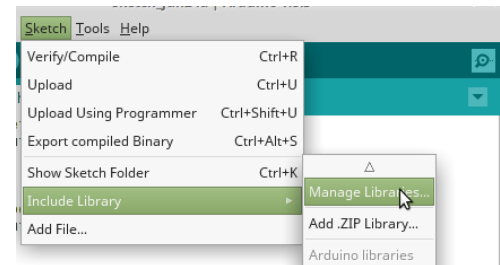 Sketch Tools Help
Verify/Compile Ctrl+R
Upload Ctrl+U
Upload Using Programmer Ctrl+Shift+U
Export compiled Binary Ctrl+Alt+S
Show Sketch Folder Ctrl+K
Include Library
Manage Libraries...
Add .ZIP Library...
Add File...
Arduino libraries